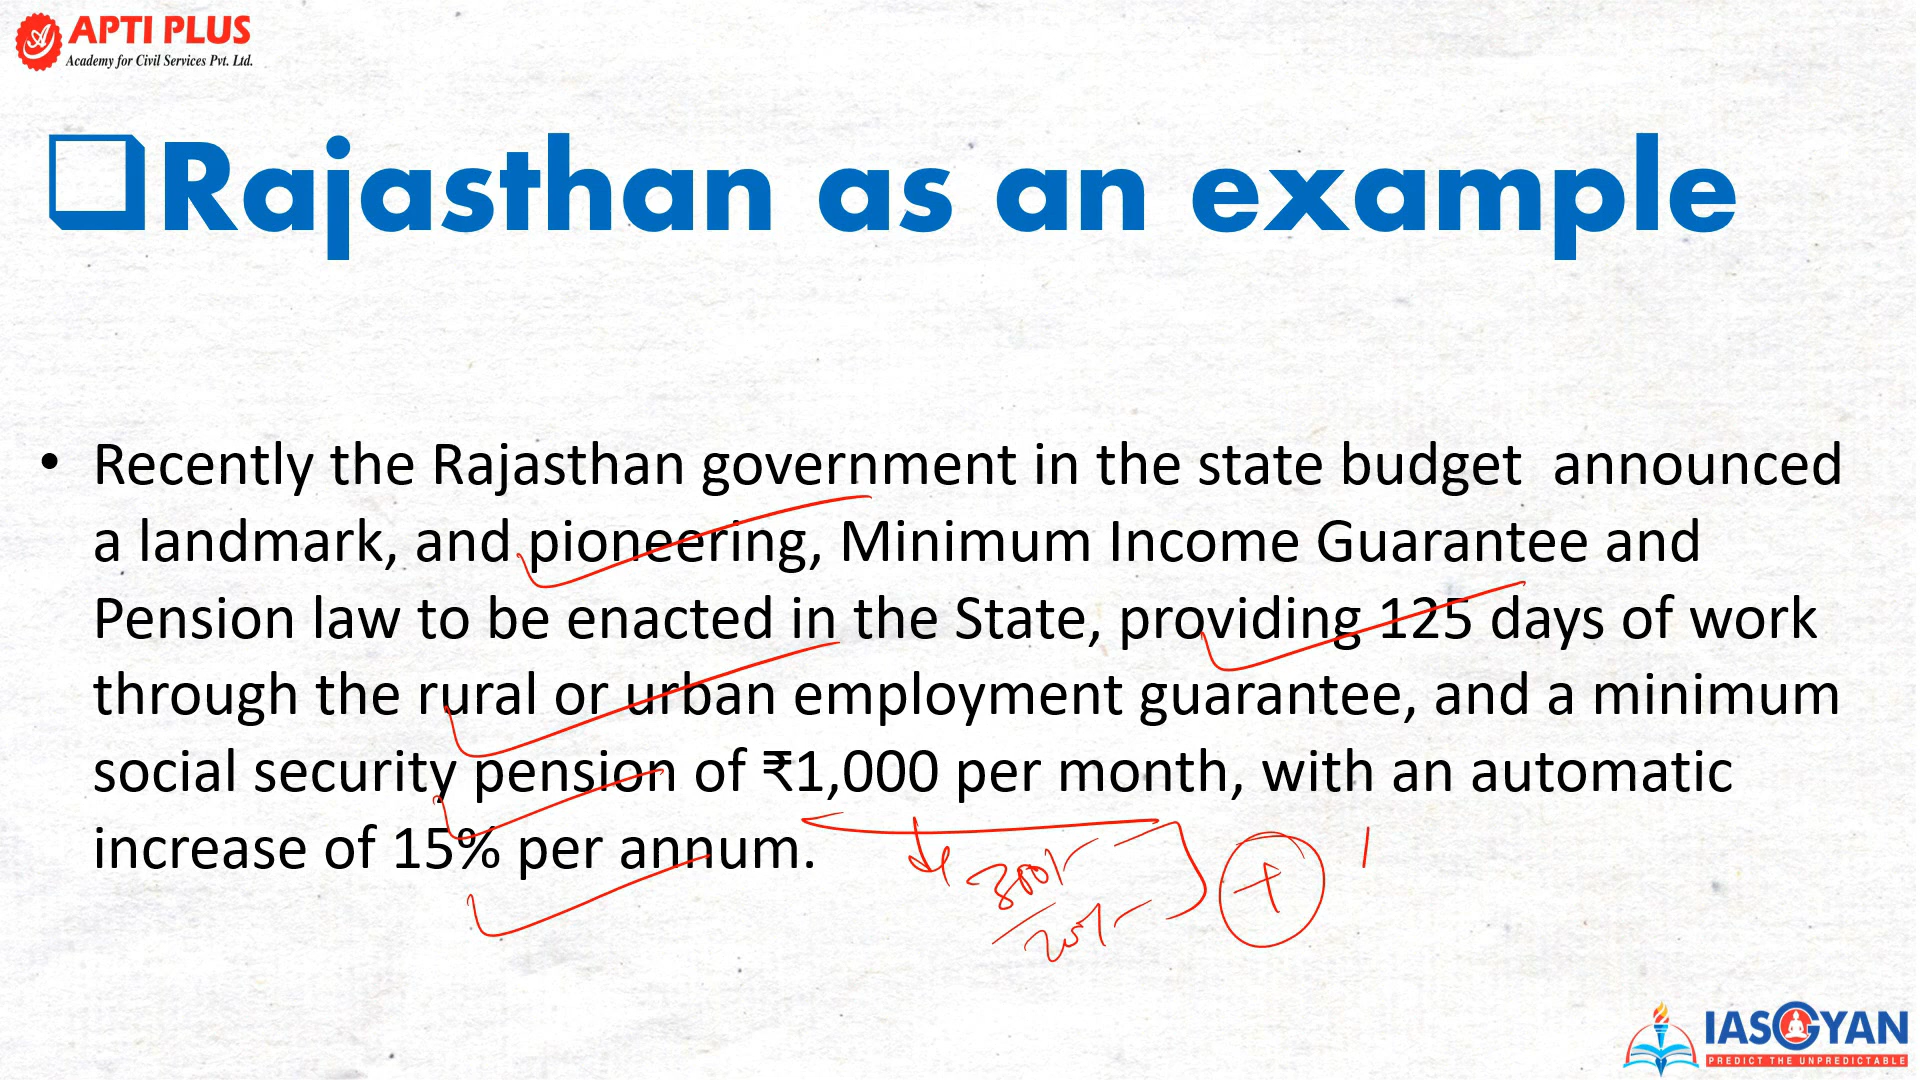 APTI PLUS
Academy for Civil Services Pvt. Ltd.
❑Rajasthan as an example
• Recently the Rajasthan government in the state budget announced
a landmark, and pioneering, Minimum Income Guarantee and
Pension law to be enacted in the State, providing 125 days of work
through the rural or urban employment guarantee, and a minimum
social security pension of ₹1,000 per month, with an automatic
increase of 15% per annum.
+
IASGYAN
PREDICT THE UNPREDICTABLE